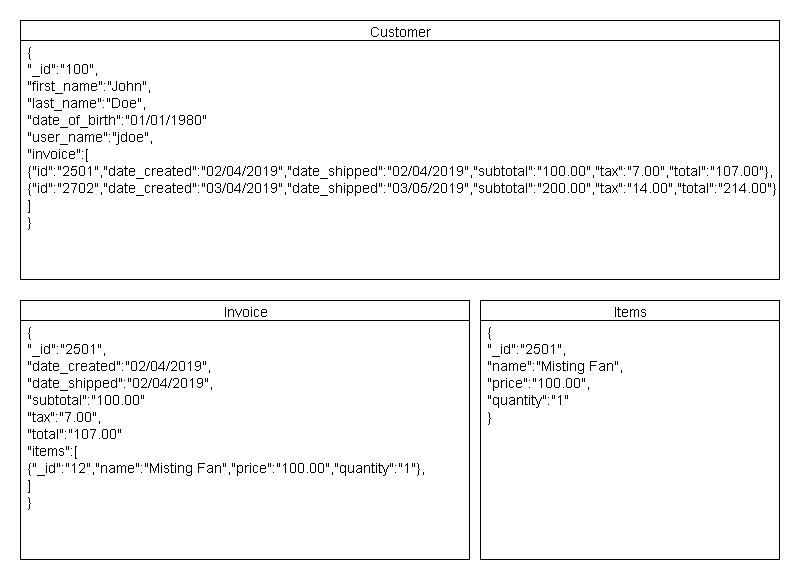 Customer
{
"_id":"100",
"first_name":"John",
"last_name":"Doe",
"date_of_birth":"01/01/1980"
"user_name":"jdoe",
"invoice":[
{"id":"2501","date_created":"02/04/2019","date_shipped":"02/04/2019","subtotal":"100.00","tax":"7.00","total":"107.00"},
{"id":"2702","date_created":"03/04/2019","date_shipped":"03/05/2019","subtotal":"200.00","tax":"14.00","total":"214.00"}
]
}
Invoice
{
"_id":"2501",
"date_created":"02/04/2019",
"date_shipped":"02/04/2019",
"subtotal":"100.00"
"tax":"7.00",
"total":"107.00"
"items":[
{"_id":"12","name":"Misting Fan","price":"100.00","quantity":"1"},
]
}
Items
{
"_id":"2501",
"name":"Misting Fan",
"price":"100.00",
"quantity":"1"
}